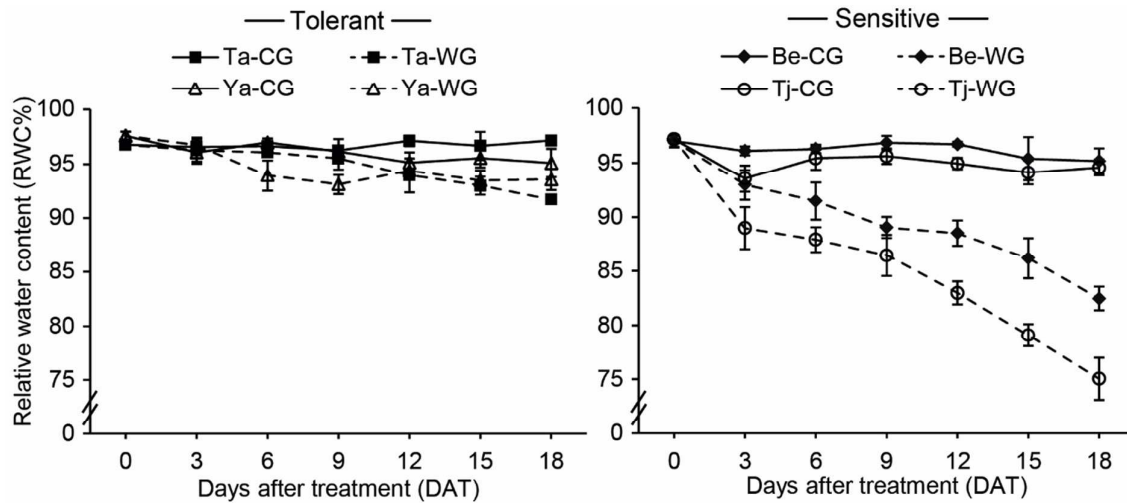 Tolerant
Ta-CG Ta-WG
Ya-CG Ya-WG
Relative water content (RWC%)
100
95
90
85
80
75
0
0 3 6 9 12 15 18
Days after treatment (DAT)
Sensitive
Be-CG Be-WG
Tj-CG Tj-WG
100
95
90
85
80
75
0
0 3 6 9 12 15 18
Days after treatment (DAT)